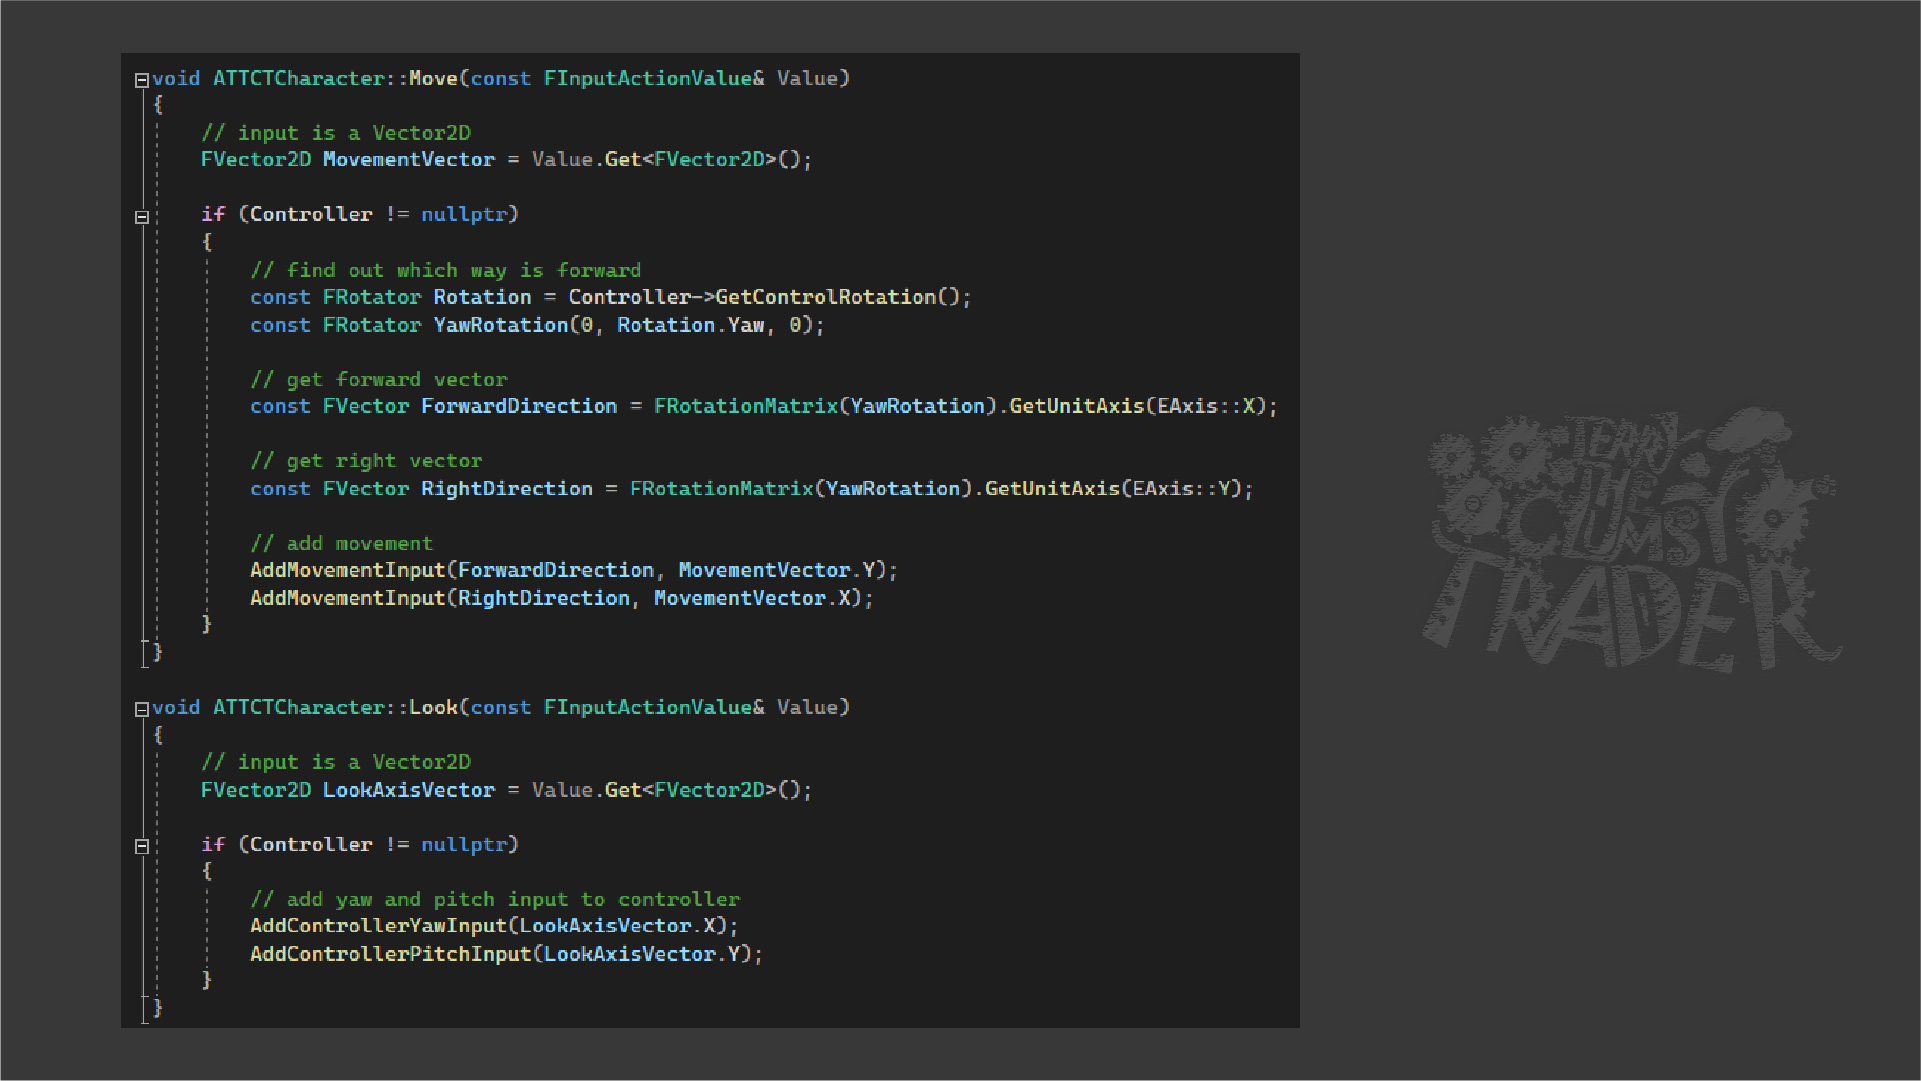 void ATTCTCharacter::Move(const FInputActionValue& Value)
{
// input is a Vector2D
FVector2D MovementVector = Value.Get<FVector2D>();
if (Controller != nullptr)
{
// find out which way is forward
const FRotator Rotation = Controller->GetControlRotation();
const FRotator YawRotation(0, Rotation.Yaw, 0);
// get forward vector
const FVector ForwardDirection = FRotationMatrix(YawRotation).GetUnitAxis(EAxis::X);
// get right vector
const FVector RightDirection = FRotationMatrix(YawRotation).GetUnitAxis(EAxis::Y);
// add movement
AddMovementInput(ForwardDirection, MovementVector.Y);
AddMovementInput(RightDirection, MovementVector.X);
}
}
void ATTCTCharacter::Look(const FInputActionValue& Value)
{
// input is a Vector2D
FVector2D LookAxisVector = Value.Get<FVector2D>();
if (Controller != nullptr)
{
// add yaw and pitch input to controller
AddControllerYawInput(LookAxisVector.X);
AddControllerPitchInput(LookAxisVector.Y);
}
}
TERRY
THE
CLUMSY
TRADER